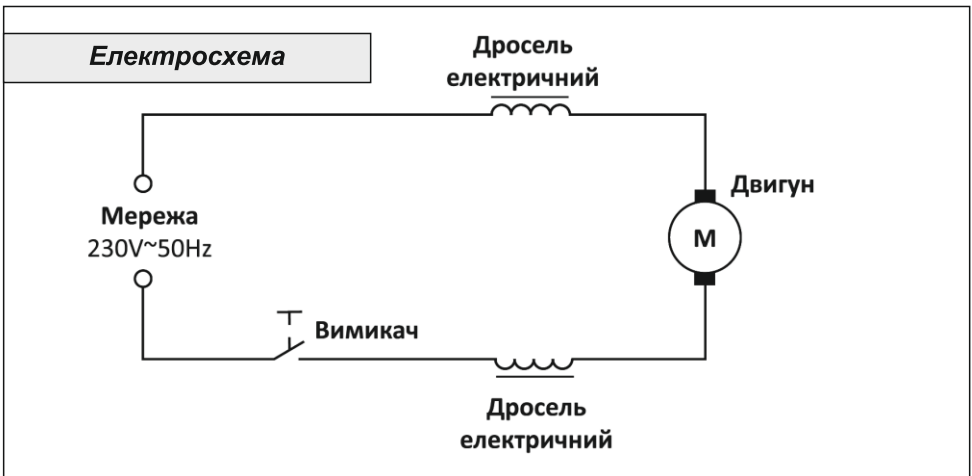 Електросхема
Дросель
електричний
Двигун
Мережа
230V~50Hz
M
Вимикач
Дросель
електричний